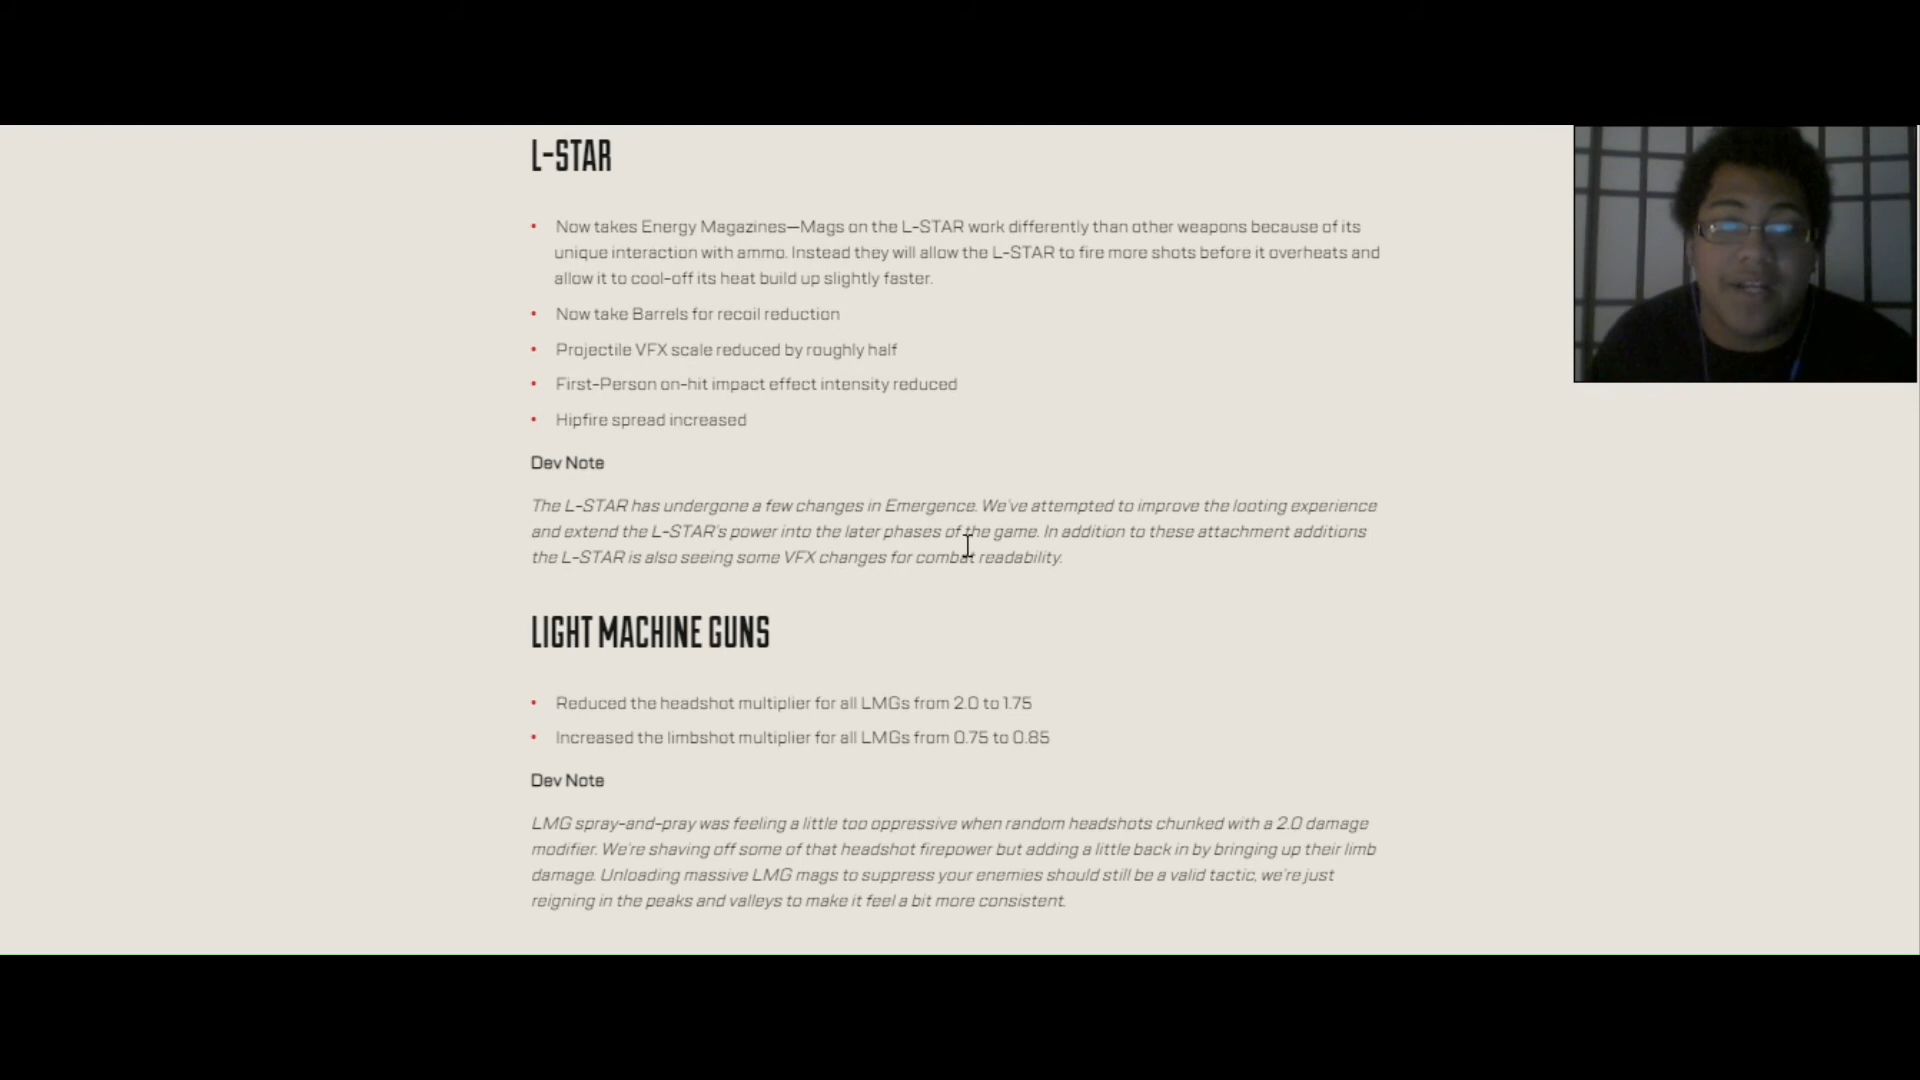 L-STAR
• Now takes Energy Magazines—Mags on the L-STAR work differently than other weapons because of its
unique interaction with ammo. Instead they will allow the L-STAR to fire more shots before it overheats and
allow it to cool-off its heat build up slightly faster.
• Now take Barrels for recoil reduction
• Projectile VFX scale reduced by roughly half
• First-Person on-hit impact effect intensity reduced
• Hipfire spread increased
Dev Note
The L-STAR has undergone a few changes in Emergence. We've attempted to improve the looting experience
and extend the L-STAR's power into the later phases of the game. In addition to these attachment additions
the L-STAR is also seeing some VFX changes for combat readability.
LIGHT MACHINE GUNS
• Reduced the headshot multiplier for all LMGs from 2.0 to 1.75
• Increased the limbshot multiplier for all LMGs from 0.75 to 0.85
Dev Note
LMG spray-and-pray was feeling a little too oppressive when random headshots chunked with a 2.0 damage
modifier. We're shaving off some of that headshot firepower but adding a little back in by bringing up their limb
damage. Unloading massive LMG mags to suppress your enemies should still be a valid tactic, we're just
reigning in the peaks and valleys to make it feel a bit more consistent.